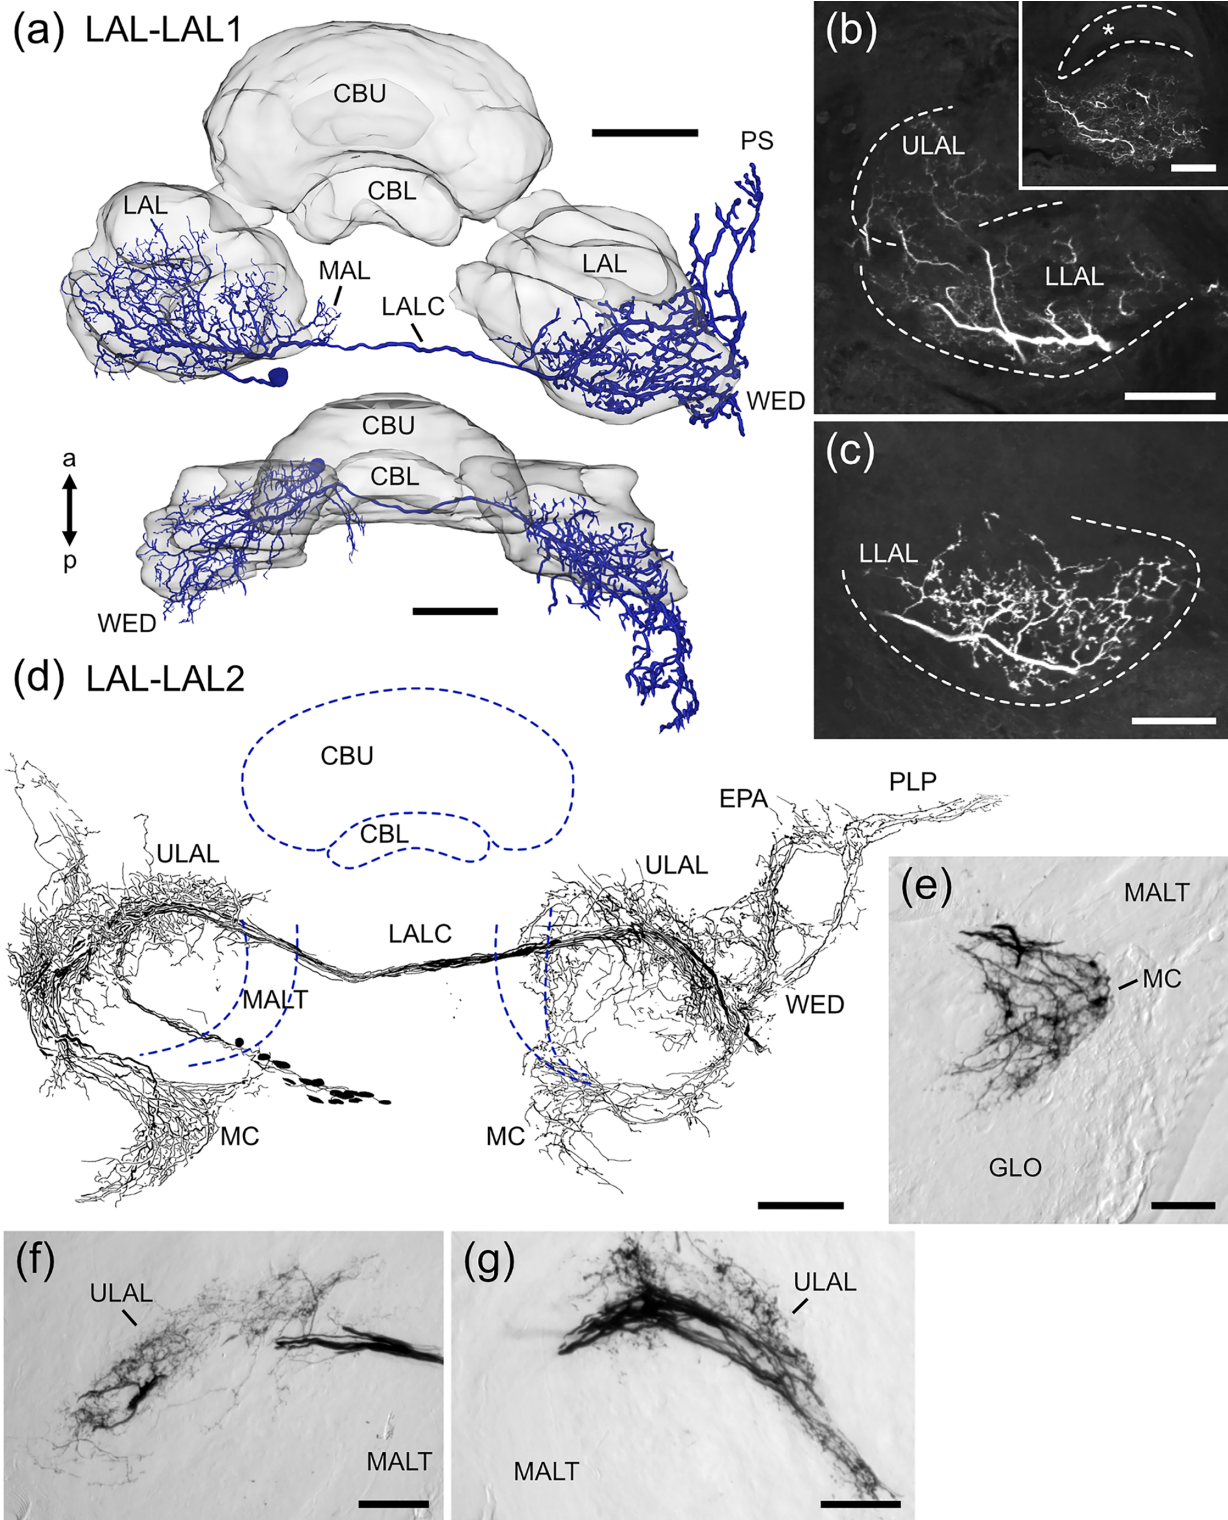 (a) LAL-LAL1
CBU
PS
CBL
LAL
LAL
MAL
LALC
WED
CBU
CBL
a
p
WED
(b)
*
ULAL
LLAL
(c)
LLAL
(d) LAL-LAL2
CBU
CBL
PLP
EPA
ULAL
ULAL
LALC
MALT
WED
MC
MC
(e)
MALT
MC
GLO
(f)
ULAL
MALT
(g)
ULAL
MALT